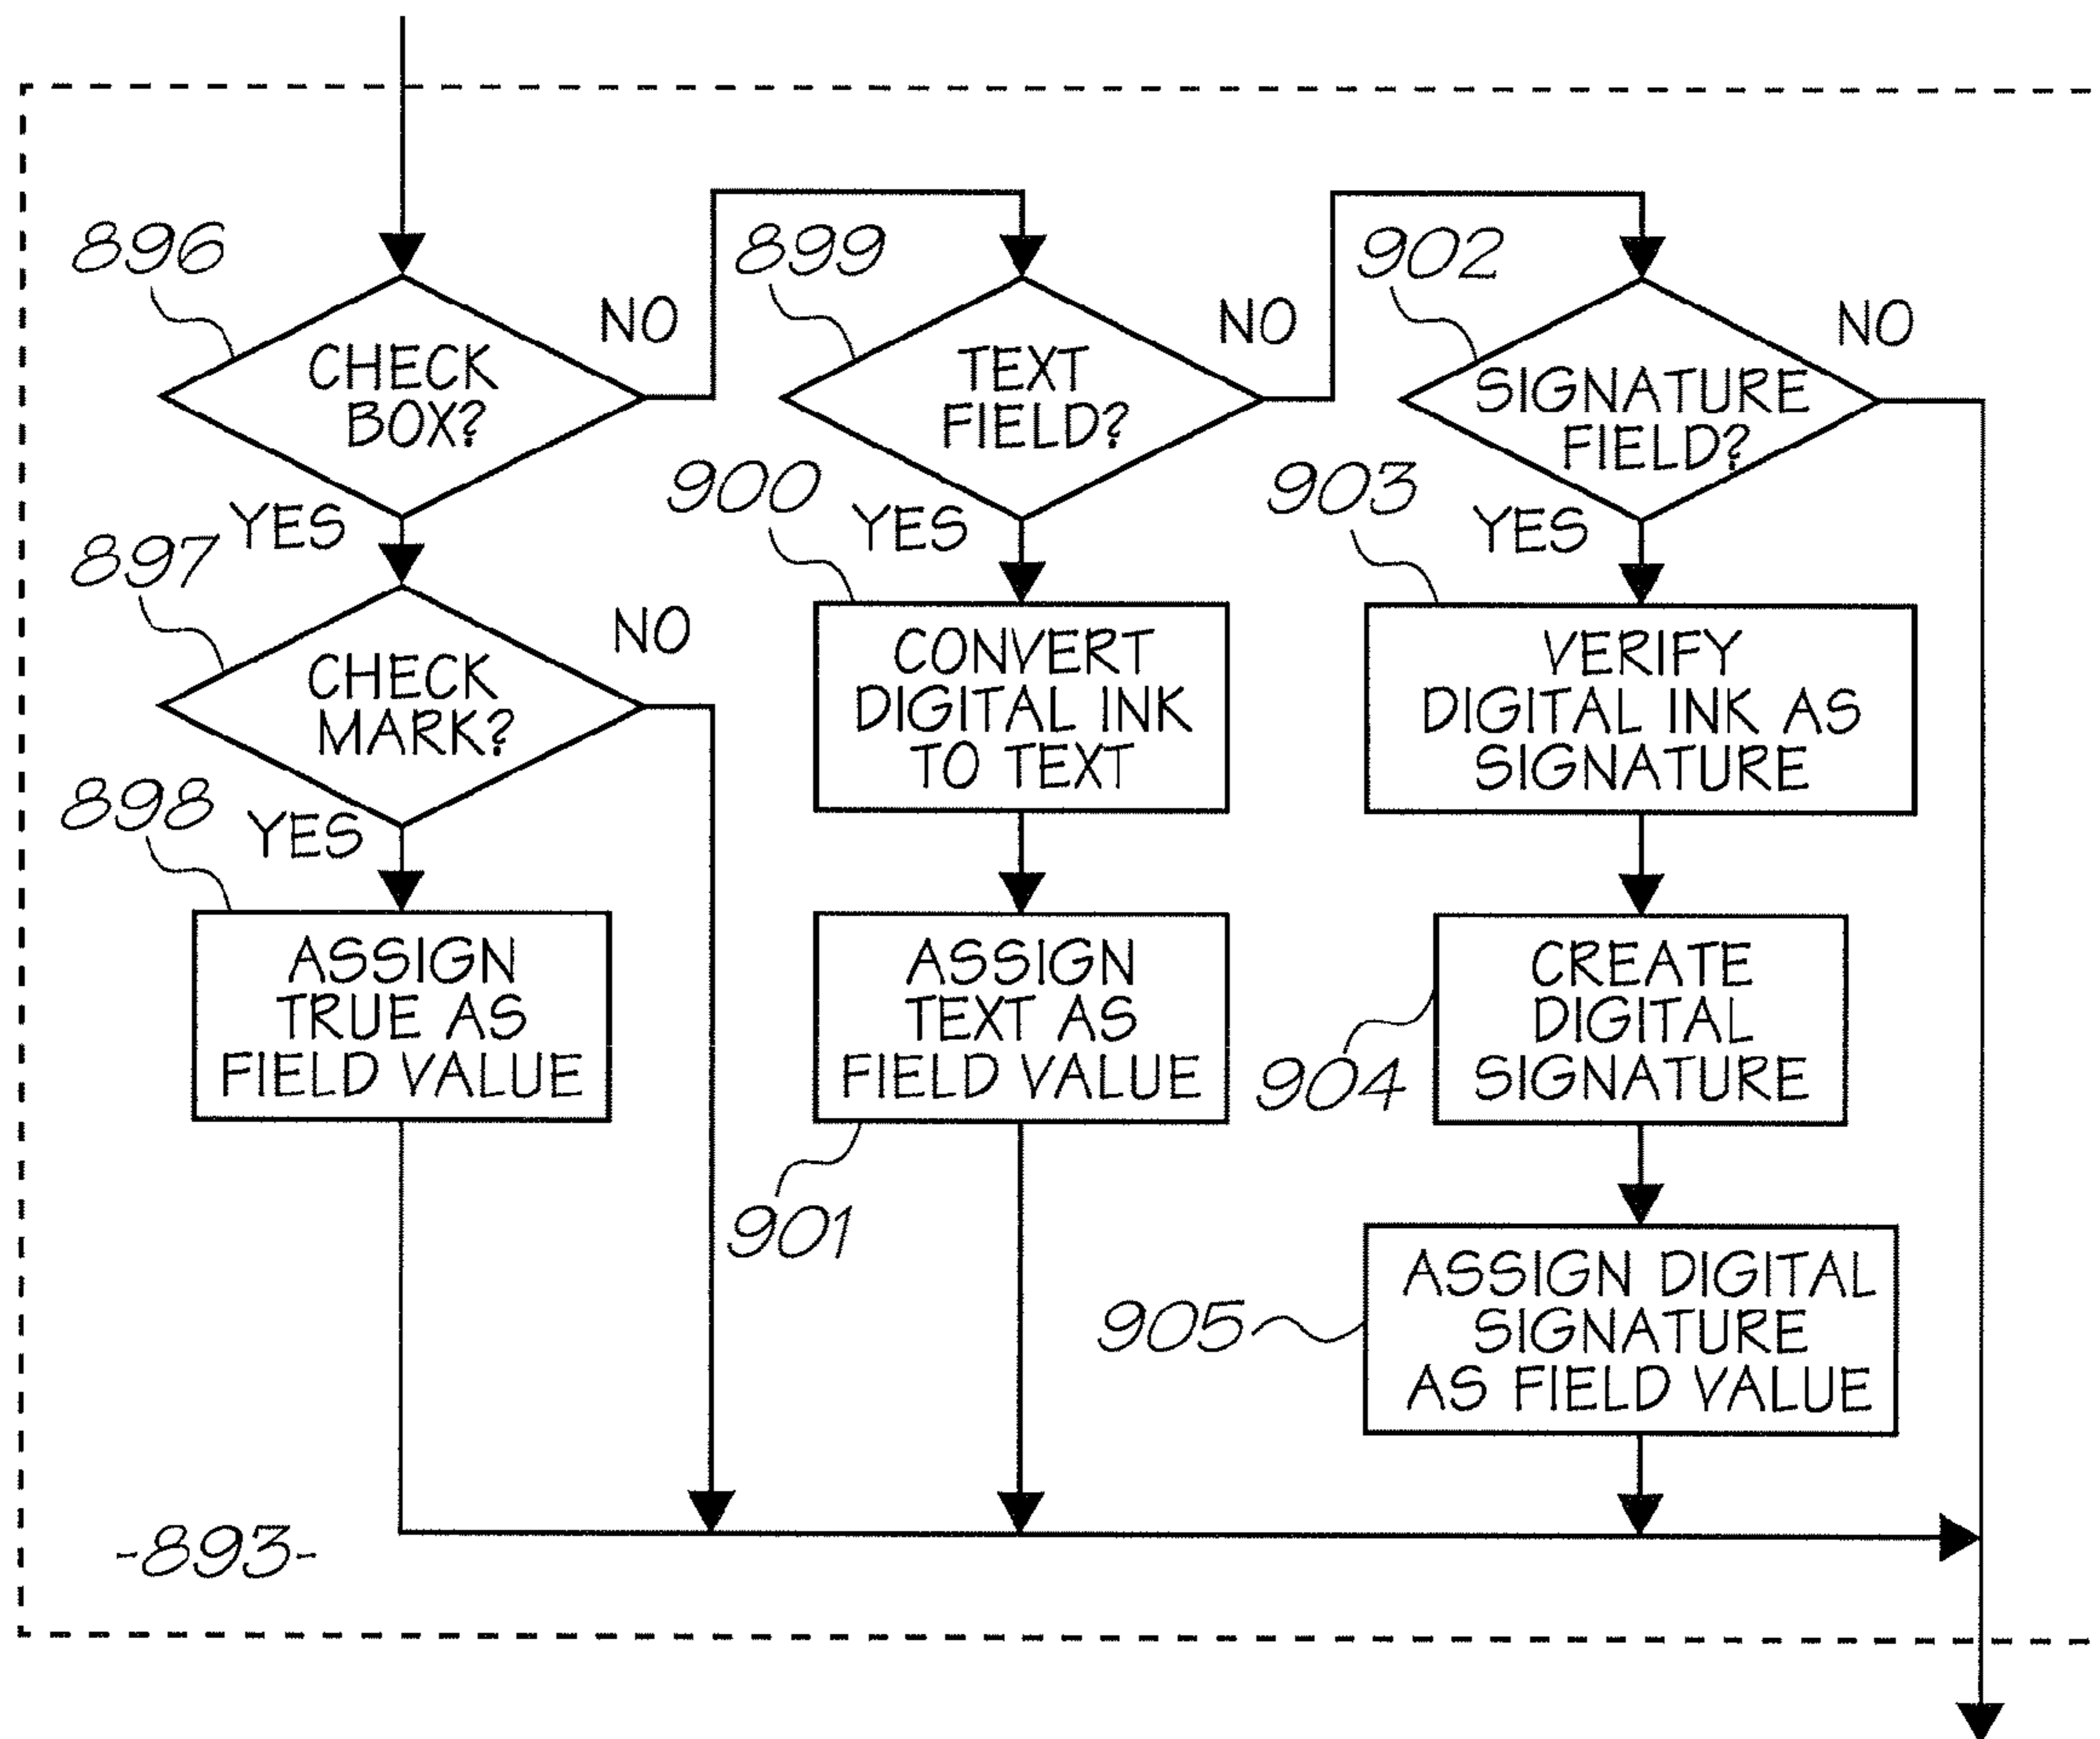 896
CHECK
BOX?
NO
YES
897
CHECK
MARK?
NO
YES
898
ASSIGN
TRUE AS
FIELD VALUE
899
TEXT
FIELD?
NO
YES
900
CONVERT
DIGITAL INK
TO TEXT
ASSIGN
TEXT AS
FIELD VALUE
901
902
SIGNATURE
FIELD?
NO
YES
903
VERIFY
DIGITAL INK AS
SIGNATURE
CREATE
DIGITAL
SIGNATURE
904
ASSIGN DIGITAL
SIGNATURE
AS FIELD VALUE
905
-893-